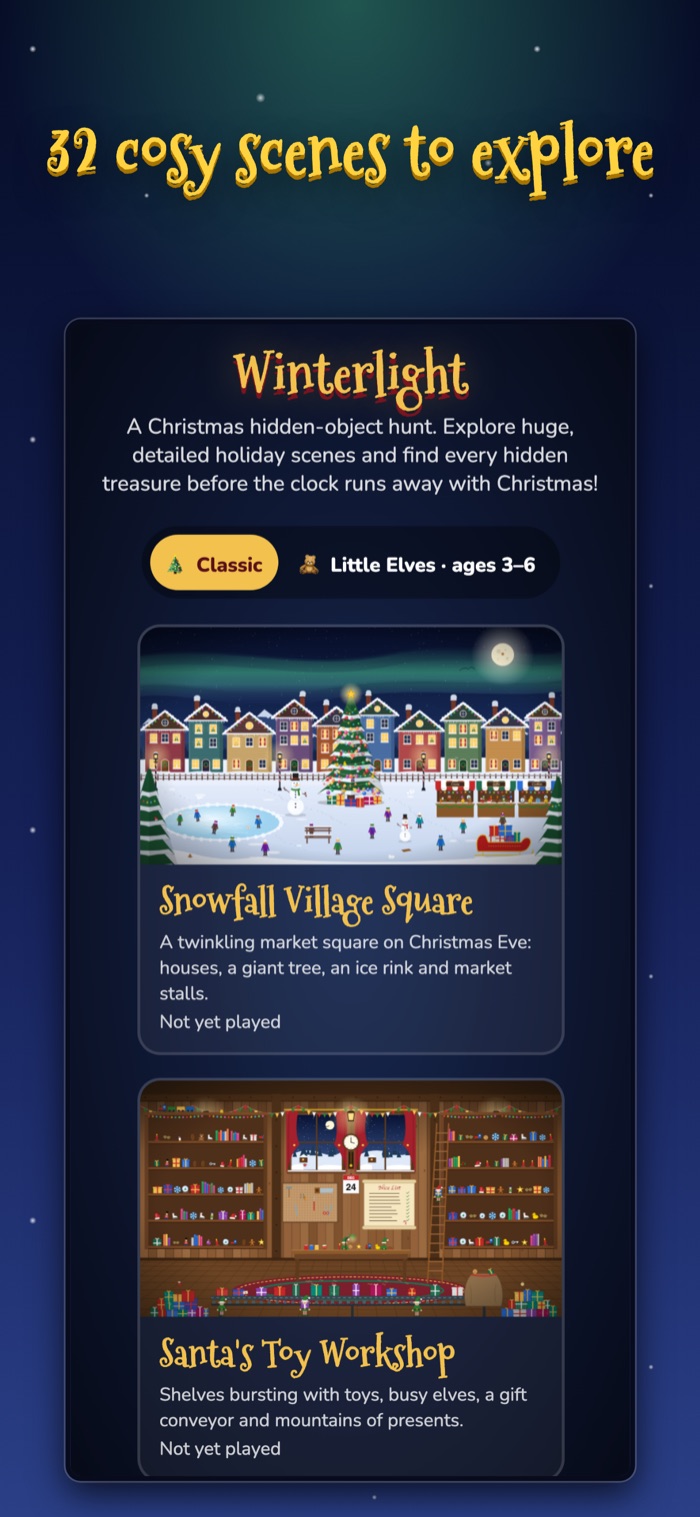 32 cosy scenes to explore
Winterlight
A Christmas hidden-object hunt. Explore huge,
detailed holiday scenes and find every hidden
treasure before the clock runs away with Christmas!
Classic
Little Elves · ages 3–6
Snowfall Village Square
A twinkling market square on Christmas Eve:
houses, a giant tree, an ice rink and market
stalls.
Not yet played
24
Nice List
Santa's Toy Workshop
Shelves bursting with toys, busy elves, a gift
conveyor and mountains of presents.
Not yet played